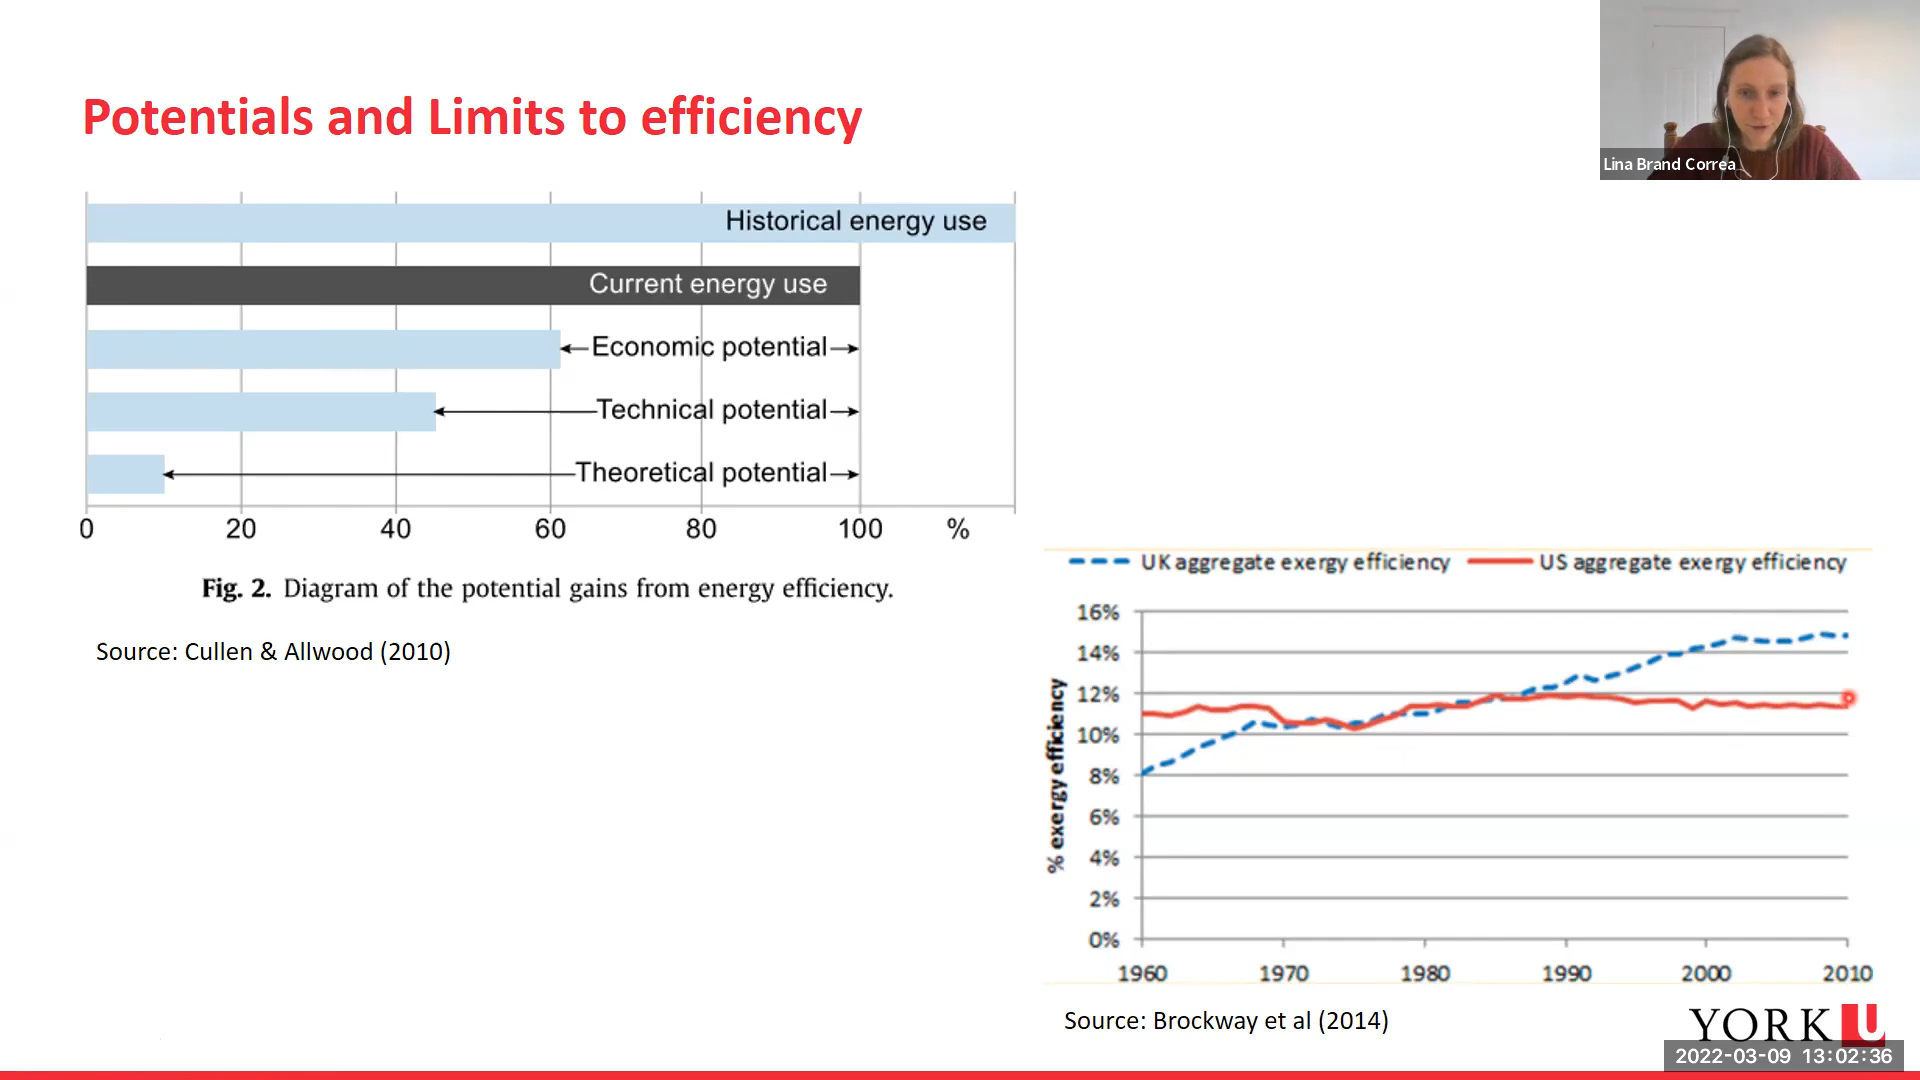 Potentials and Limits to efficiency
Lina Brand Correa
Historical energy use
Current energy use
Economic potential
Technical potential
Theoretical potential
0 20 40 60 80 100 %
Fig. 2. Diagram of the potential gains from energy efficiency.
Source: Cullen & Allwood (2010)
UK aggregate exergy efficiency US aggregate exergy efficiency
16%
14%
12%
10%
8%
6%
4%
2%
0%
% exergy efficiency
1960 1970 1980 1990 2000 2010
Source: Brockway et al (2014)
YORK U
2022-03-09 13:02:36